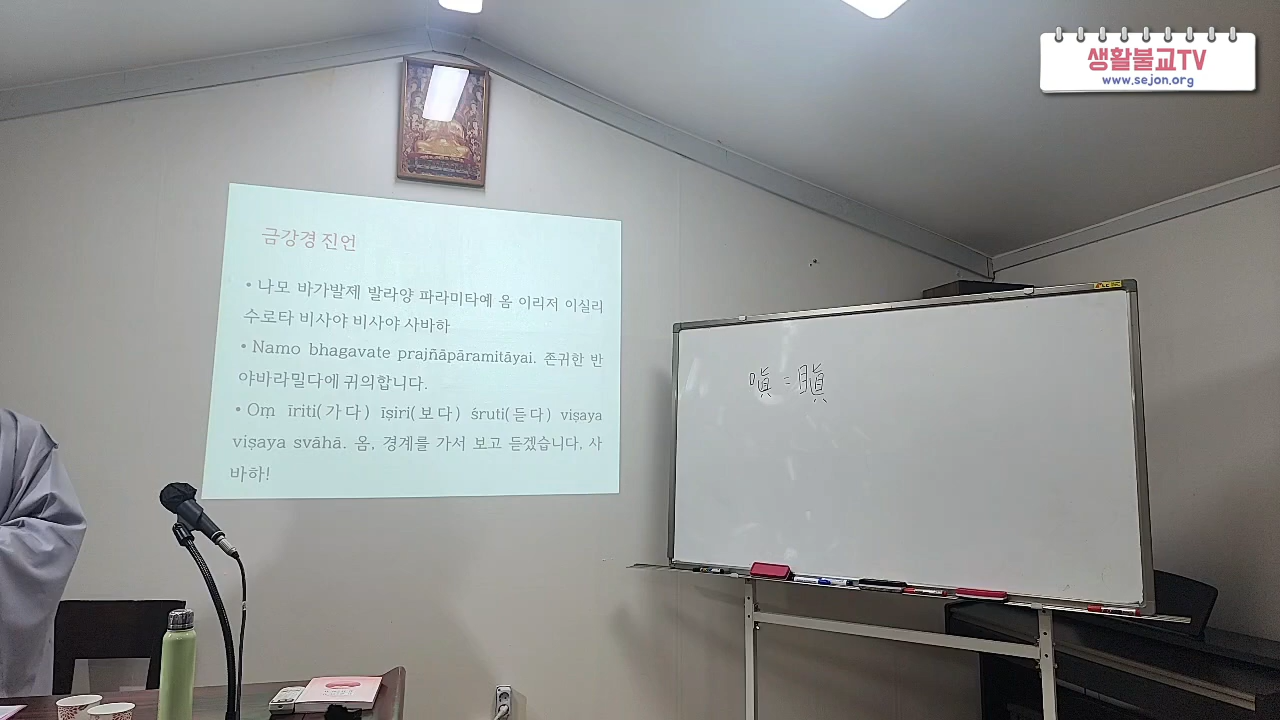 생활불교TV
www.sejon.org
금강경 진언
• 나모 바가발제 발라양 파라미타예 옴 이리저 이실리
수로타 비사야 비사야 사바하
• Namo bhagavate prajñāpāramitāyai. 존귀한 반
야바라밀다에 귀의합니다.
• Oṃ īriti(가다) īṣiri(보다) śruti(듣다) viṣaya
viṣaya svāhā. 옴, 경계를 가서 보고 듣겠습니다, 사
바하!
嗔 = 瞋